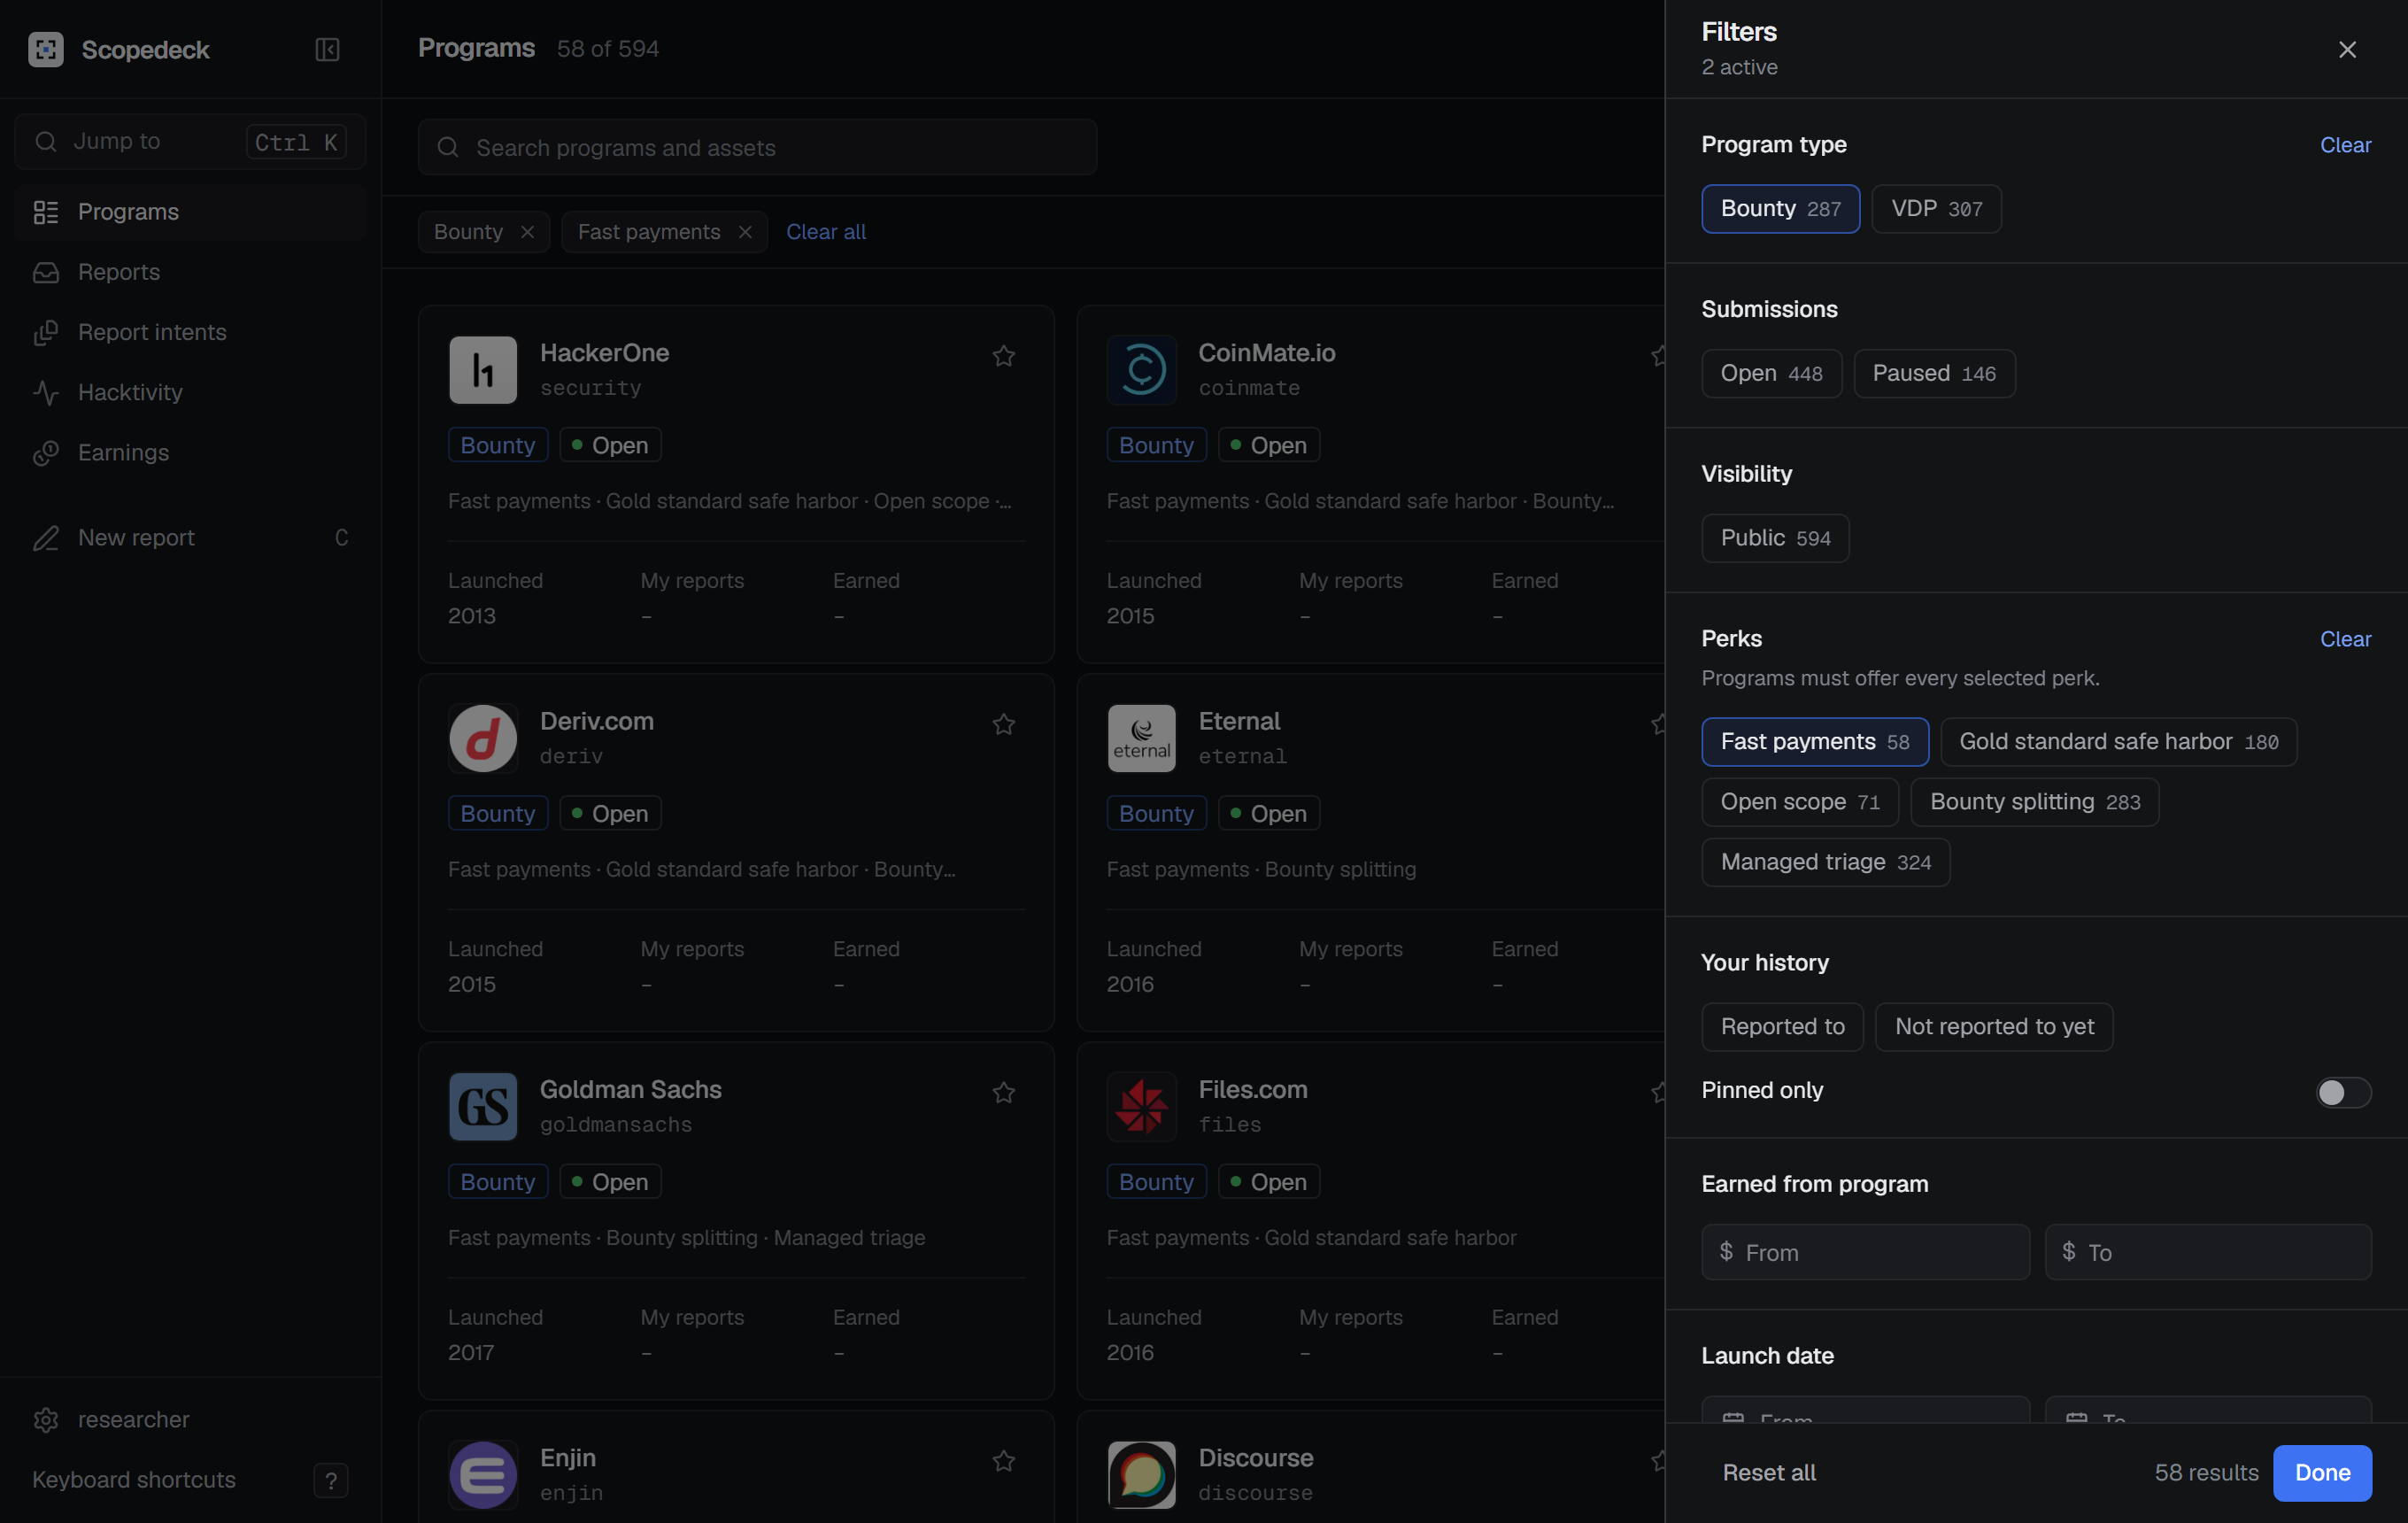 Scopedeck
Jump to Ctrl K
Programs
Reports
Report intents
Hacktivity
Earnings
New report C
researcher
Keyboard shortcuts ?
Programs 58 of 594
Search programs and assets
Bounty Fast payments Clear all
HackerOne
security
Bounty Open
Fast payments · Gold standard safe harbor · Open scope ·…
Launched My reports Earned
2013 – –
CoinMate.io
coinmate
Bounty Open
Fast payments · Gold standard safe harbor · Bounty…
Launched My reports Earned
2015 – –
Deriv.com
deriv
Bounty Open
Fast payments · Gold standard safe harbor · Bounty…
Launched My reports Earned
2015 – –
eternal
Eternal
eternal
Bounty Open
Fast payments · Bounty splitting
Launched My reports Earned
2016 – –
GS
Goldman Sachs
goldmansachs
Bounty Open
Fast payments · Bounty splitting · Managed triage
Launched My reports Earned
2017 – –
Files.com
files
Bounty Open
Fast payments · Gold standard safe harbor
Launched My reports Earned
2016 – –
Enjin
enjin
Discourse
discourse
Filters
2 active
Program type Clear
Bounty 287 VDP 307
Submissions
Open 448 Paused 146
Visibility
Public 594
Perks Clear
Programs must offer every selected perk.
Fast payments 58 Gold standard safe harbor 180
Open scope 71 Bounty splitting 283
Managed triage 324
Your history
Reported to Not reported to yet
Pinned only
Earned from program
$ From $ To
Launch date
From To
Reset all 58 results Done